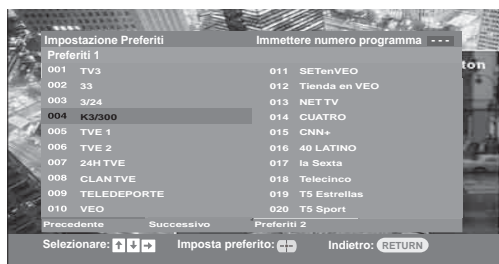 Impostazione Preferiti Immettere numero programma ---
Preferiti 1
001 TV3
002 33
003 3/24
004 K3/300
005 TVE 1
006 TVE 2
007 24H TVE
008 CLAN TVE
009 TELEDEPORTE
010 VEO
011 SETenVEO
012 Tienda en VEO
013 NET TV
014 CUATRO
015 CNN+
016 40 LATINO
017 la Sexta
018 Telecinco
019 T5 Estrellas
020 T5 Sport
Precedente Successivo Preferiti 2
Selezionare: Imposta preferito: Indietro: RETURN
ton